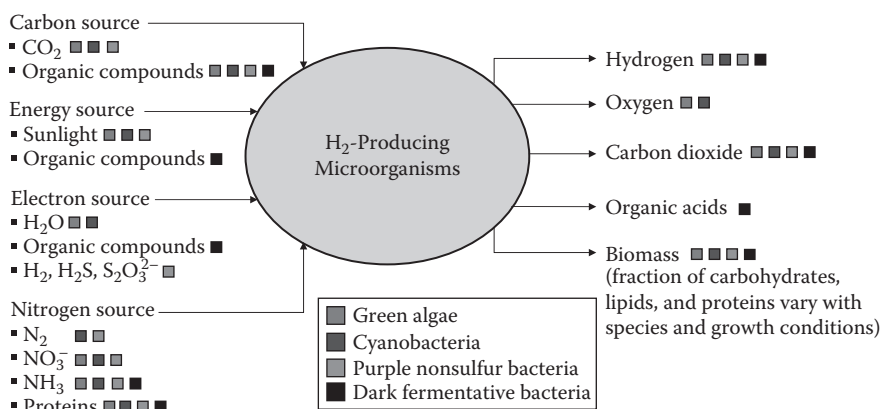 Carbon source
▪ CO₂
▪ Organic compounds
Energy source
▪ Sunlight
▪ Organic compounds
Electron source
▪ H₂O
▪ Organic compounds
▪ H₂, H₂S, S₂O₃²⁻
Nitrogen source
▪ N₂
▪ NO₃⁻
▪ NH₃
▪ Proteins
H₂-Producing
Microorganisms
Hydrogen
Oxygen
Carbon dioxide
Organic acids
Biomass
(fraction of carbohydrates,
lipids, and proteins vary with
species and growth conditions)
Green algae
Cyanobacteria
Purple nonsulfur bacteria
Dark fermentative bacteria